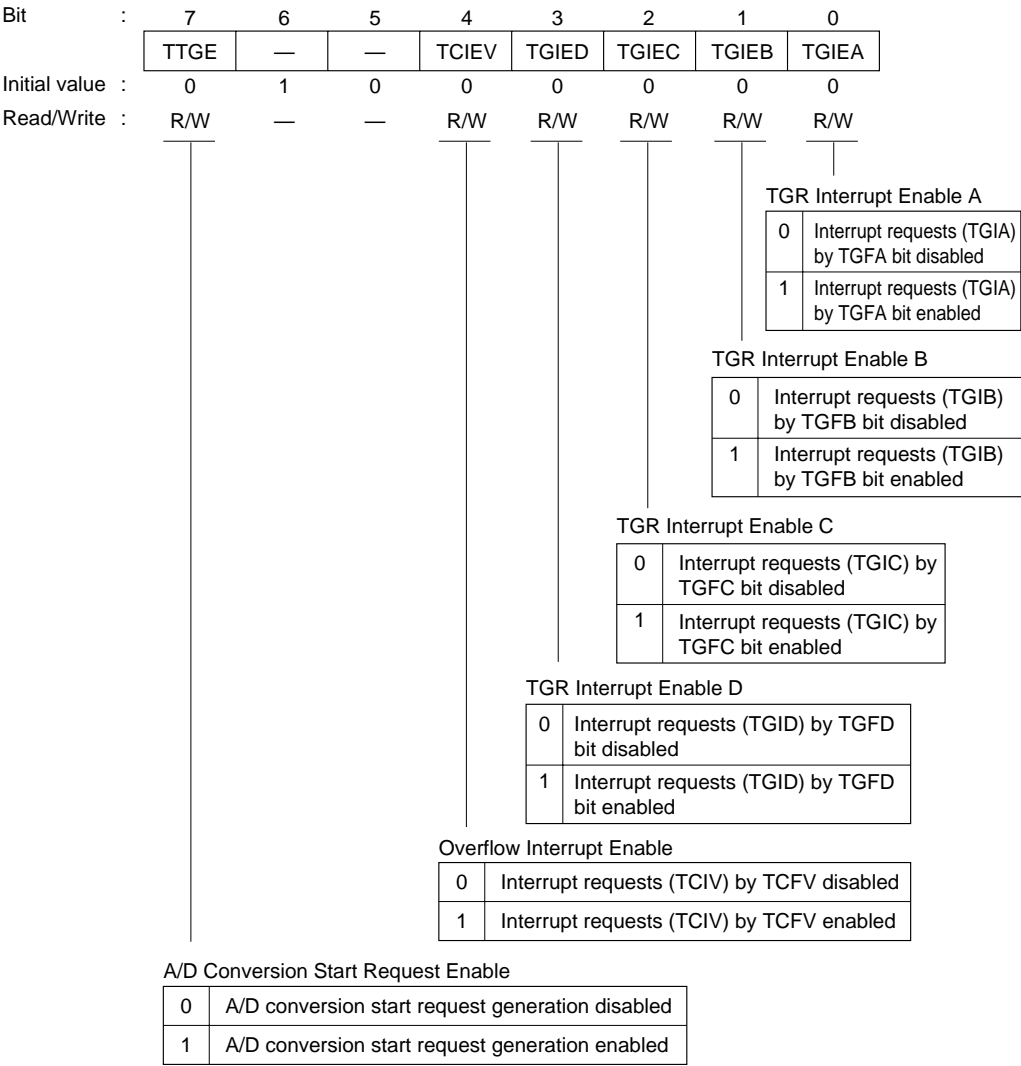 Bit : 7 6 5 4 3 2 1 0
TTGE — — TCIEV TGIED TGIEC TGIEB TGIEA
Initial value : 0 1 0 0 0 0 0 0
Read/Write : R/W — — R/W R/W R/W R/W R/W
TGR Interrupt Enable A
0 Interrupt requests (TGIA)
by TGFA bit disabled
1 Interrupt requests (TGIA)
by TGFA bit enabled
TGR Interrupt Enable B
0 Interrupt requests (TGIB)
by TGFB bit disabled
1 Interrupt requests (TGIB)
by TGFB bit enabled
TGR Interrupt Enable C
0 Interrupt requests (TGIC) by
TGFC bit disabled
1 Interrupt requests (TGIC) by
TGFC bit enabled
TGR Interrupt Enable D
0 Interrupt requests (TGID) by TGFD
bit disabled
1 Interrupt requests (TGID) by TGFD
bit enabled
Overflow Interrupt Enable
0 Interrupt requests (TCIV) by TCFV disabled
1 Interrupt requests (TCIV) by TCFV enabled
A/D Conversion Start Request Enable
0 A/D conversion start request generation disabled
1 A/D conversion start request generation enabled